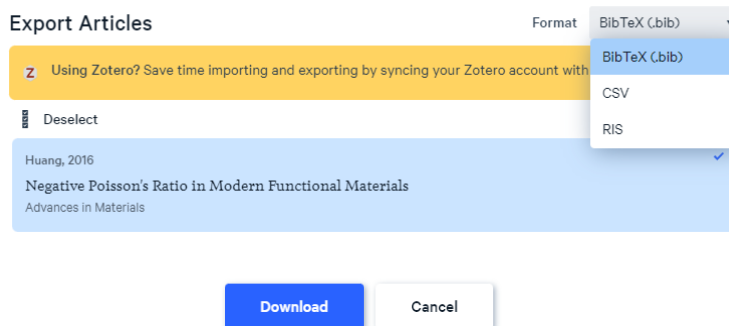 Export Articles
Format BibTeX (.bib)
Z Using Zotero? Save time importing and exporting by syncing your Zotero account with
BibTeX (.bib)
CSV
RIS
Deselect
Huang, 2016
Negative Poisson's Ratio in Modern Functional Materials
Advances in Materials
Download Cancel